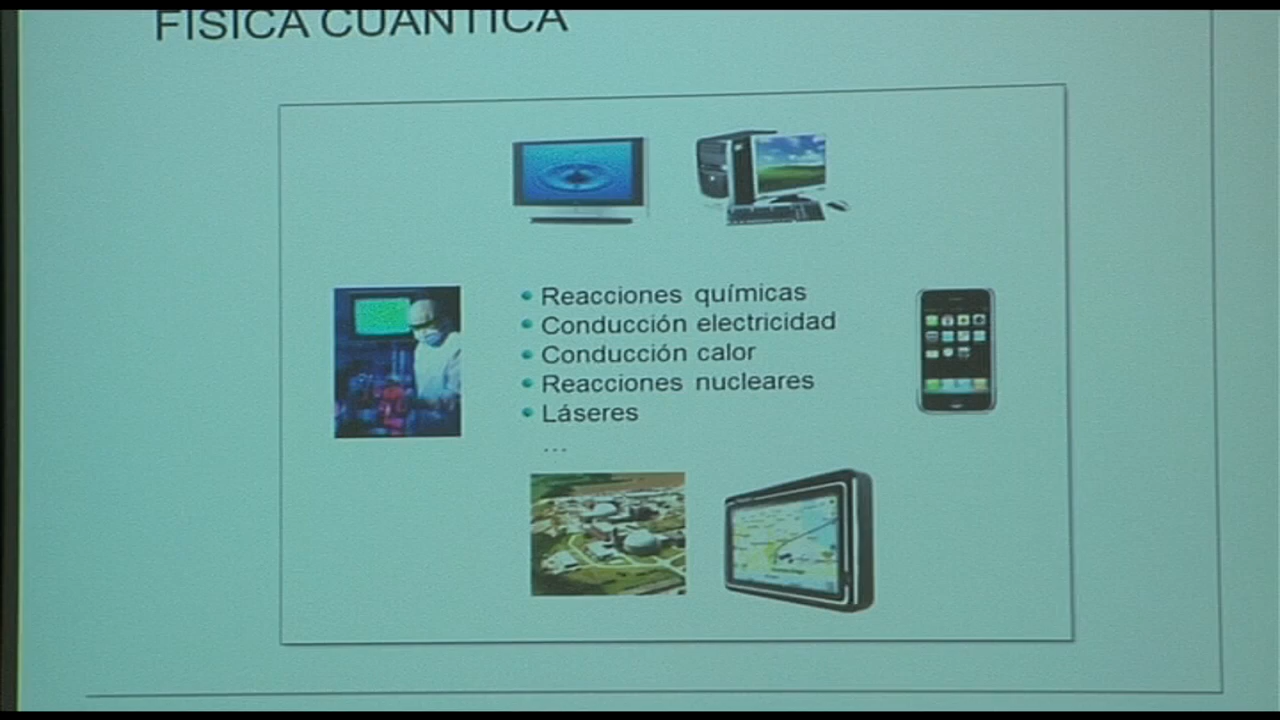 FÍSICA CUÁNTICA
• Reacciones químicas
• Conducción electricidad
• Conducción calor
• Reacciones nucleares
• Láseres
...